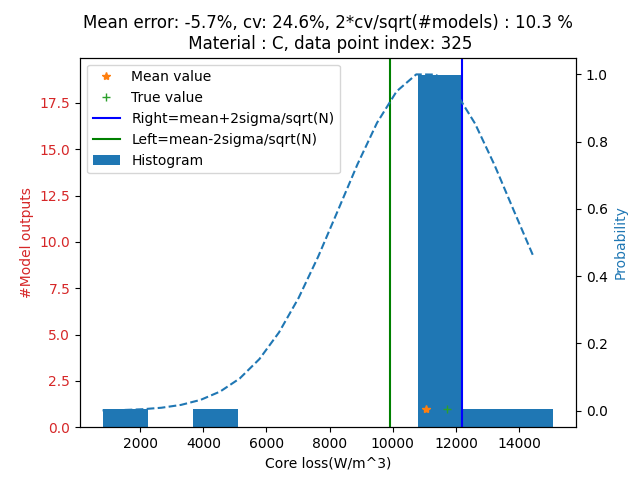 Mean error: -5.7%, cv: 24.6%, 2*cv/sqrt(#models) : 10.3 %
Material : C, data point index: 325
Mean value
True value
Right=mean+2sigma/sqrt(N)
Left=mean-2sigma/sqrt(N)
Histogram
17.5
15.0
12.5
10.0
7.5
5.0
2.5
0.0
#Model outputs
1.0
0.8
0.6
0.4
0.2
0.0
Probability
2000 4000 6000 8000 10000 12000 14000
Core loss(W/m^3)